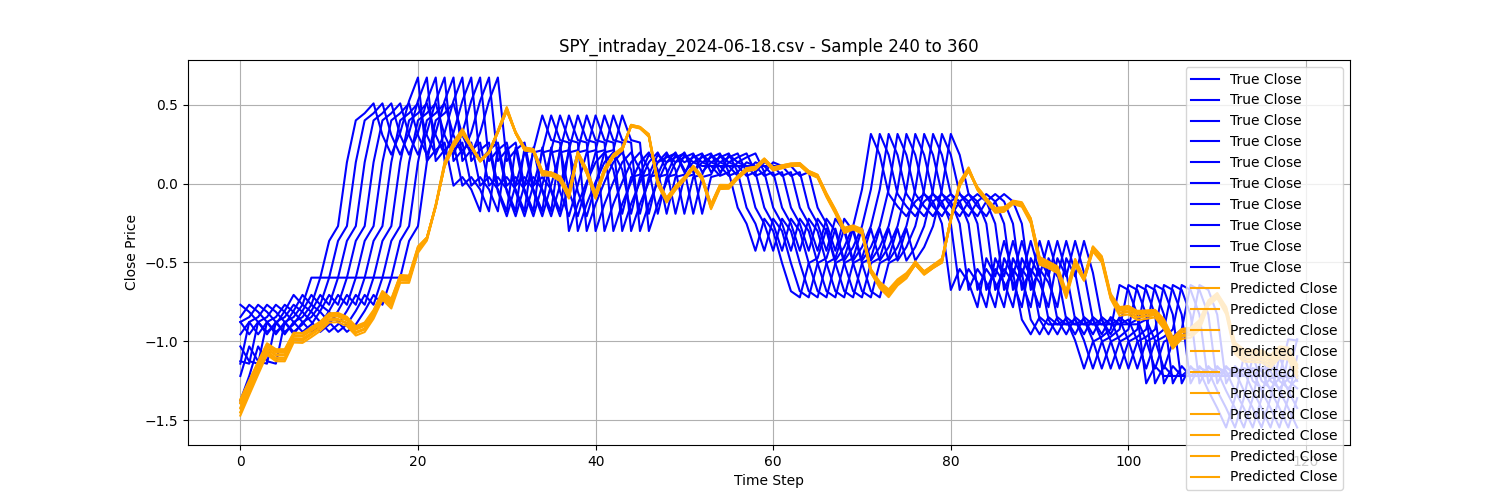 SPY_intraday_2024-06-18.csv - Sample 240 to 360
Close Price
0.5
0.0
−0.5
−1.0
−1.5
0
20
40
60
80
100
120
Time Step
True Close
True Close
True Close
True Close
True Close
True Close
True Close
True Close
True Close
True Close
Predicted Close
Predicted Close
Predicted Close
Predicted Close
Predicted Close
Predicted Close
Predicted Close
Predicted Close
Predicted Close
Predicted Close